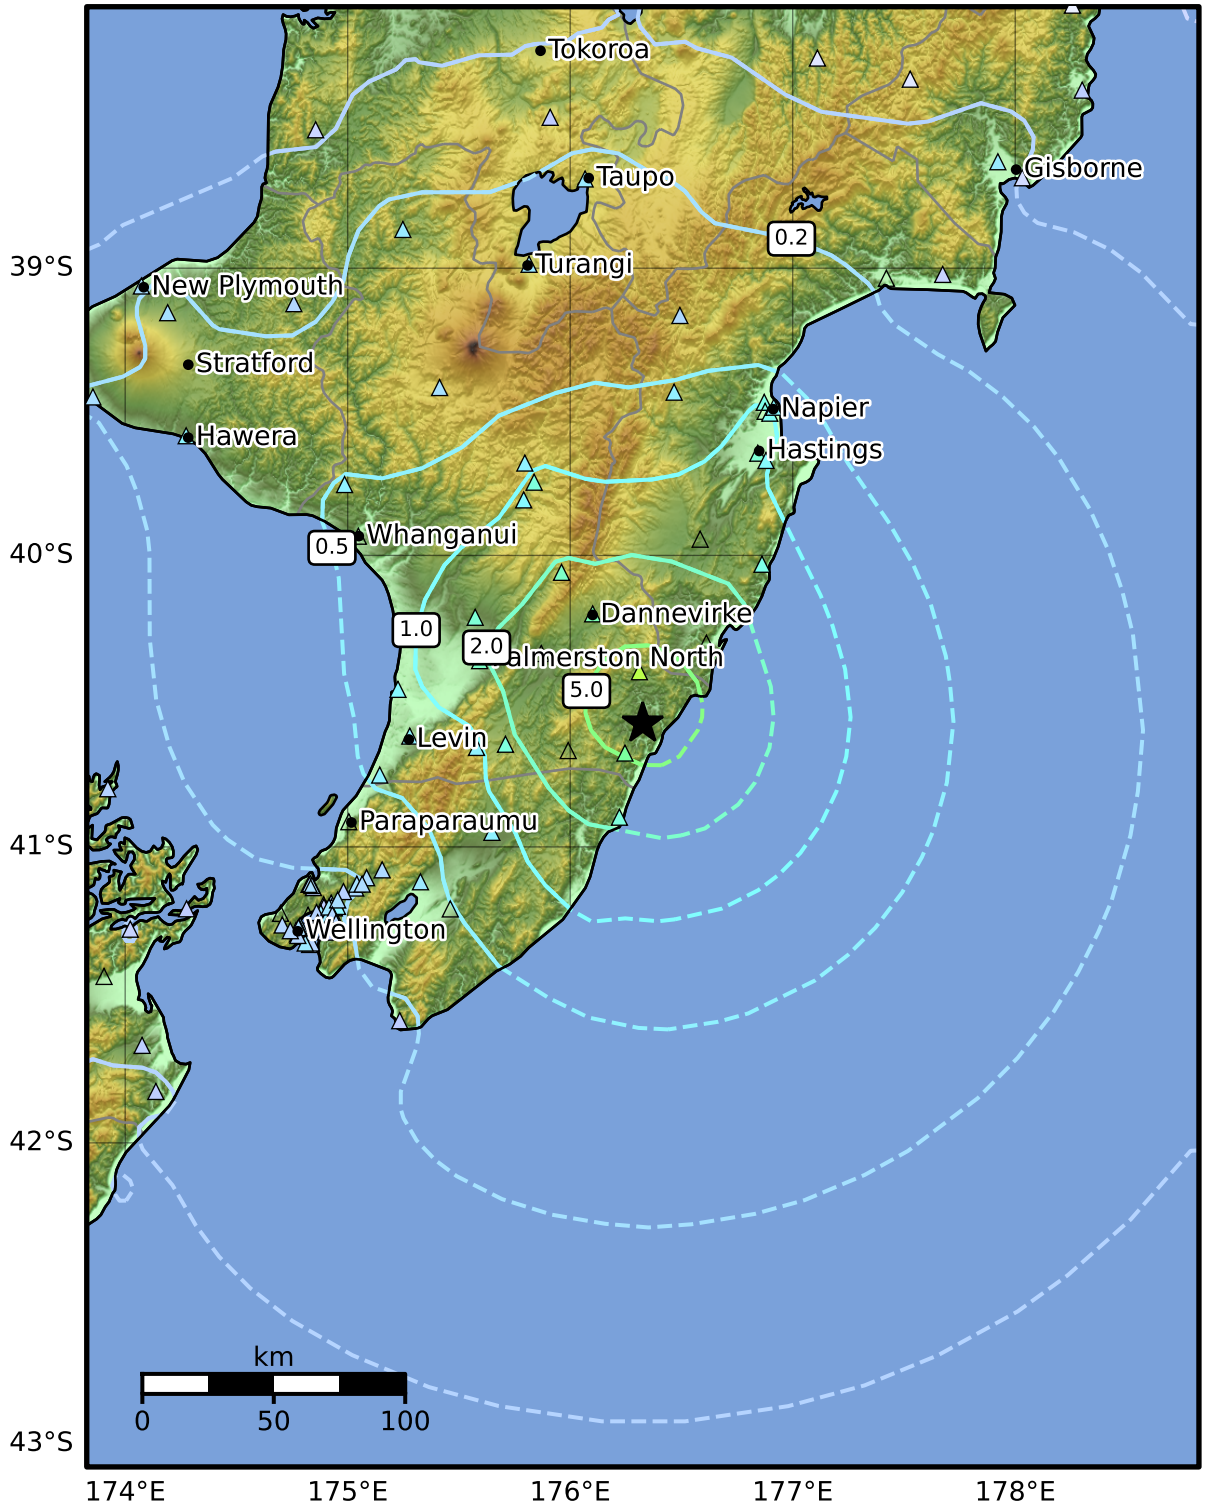 Tokoroa
Taupo
Gisborne
0.2
39°S
Turangi
New Plymouth
Stratford
Napier
Hawera
Hastings
Whanganui
0.5
40°S
Dannevirke
1.0
2.0
almerston North
5.0
Levin
Paraparaumu
41°S
Wellington
42°S
km
0 50 100
43°S
174°E 175°E 176°E 177°E 178°E